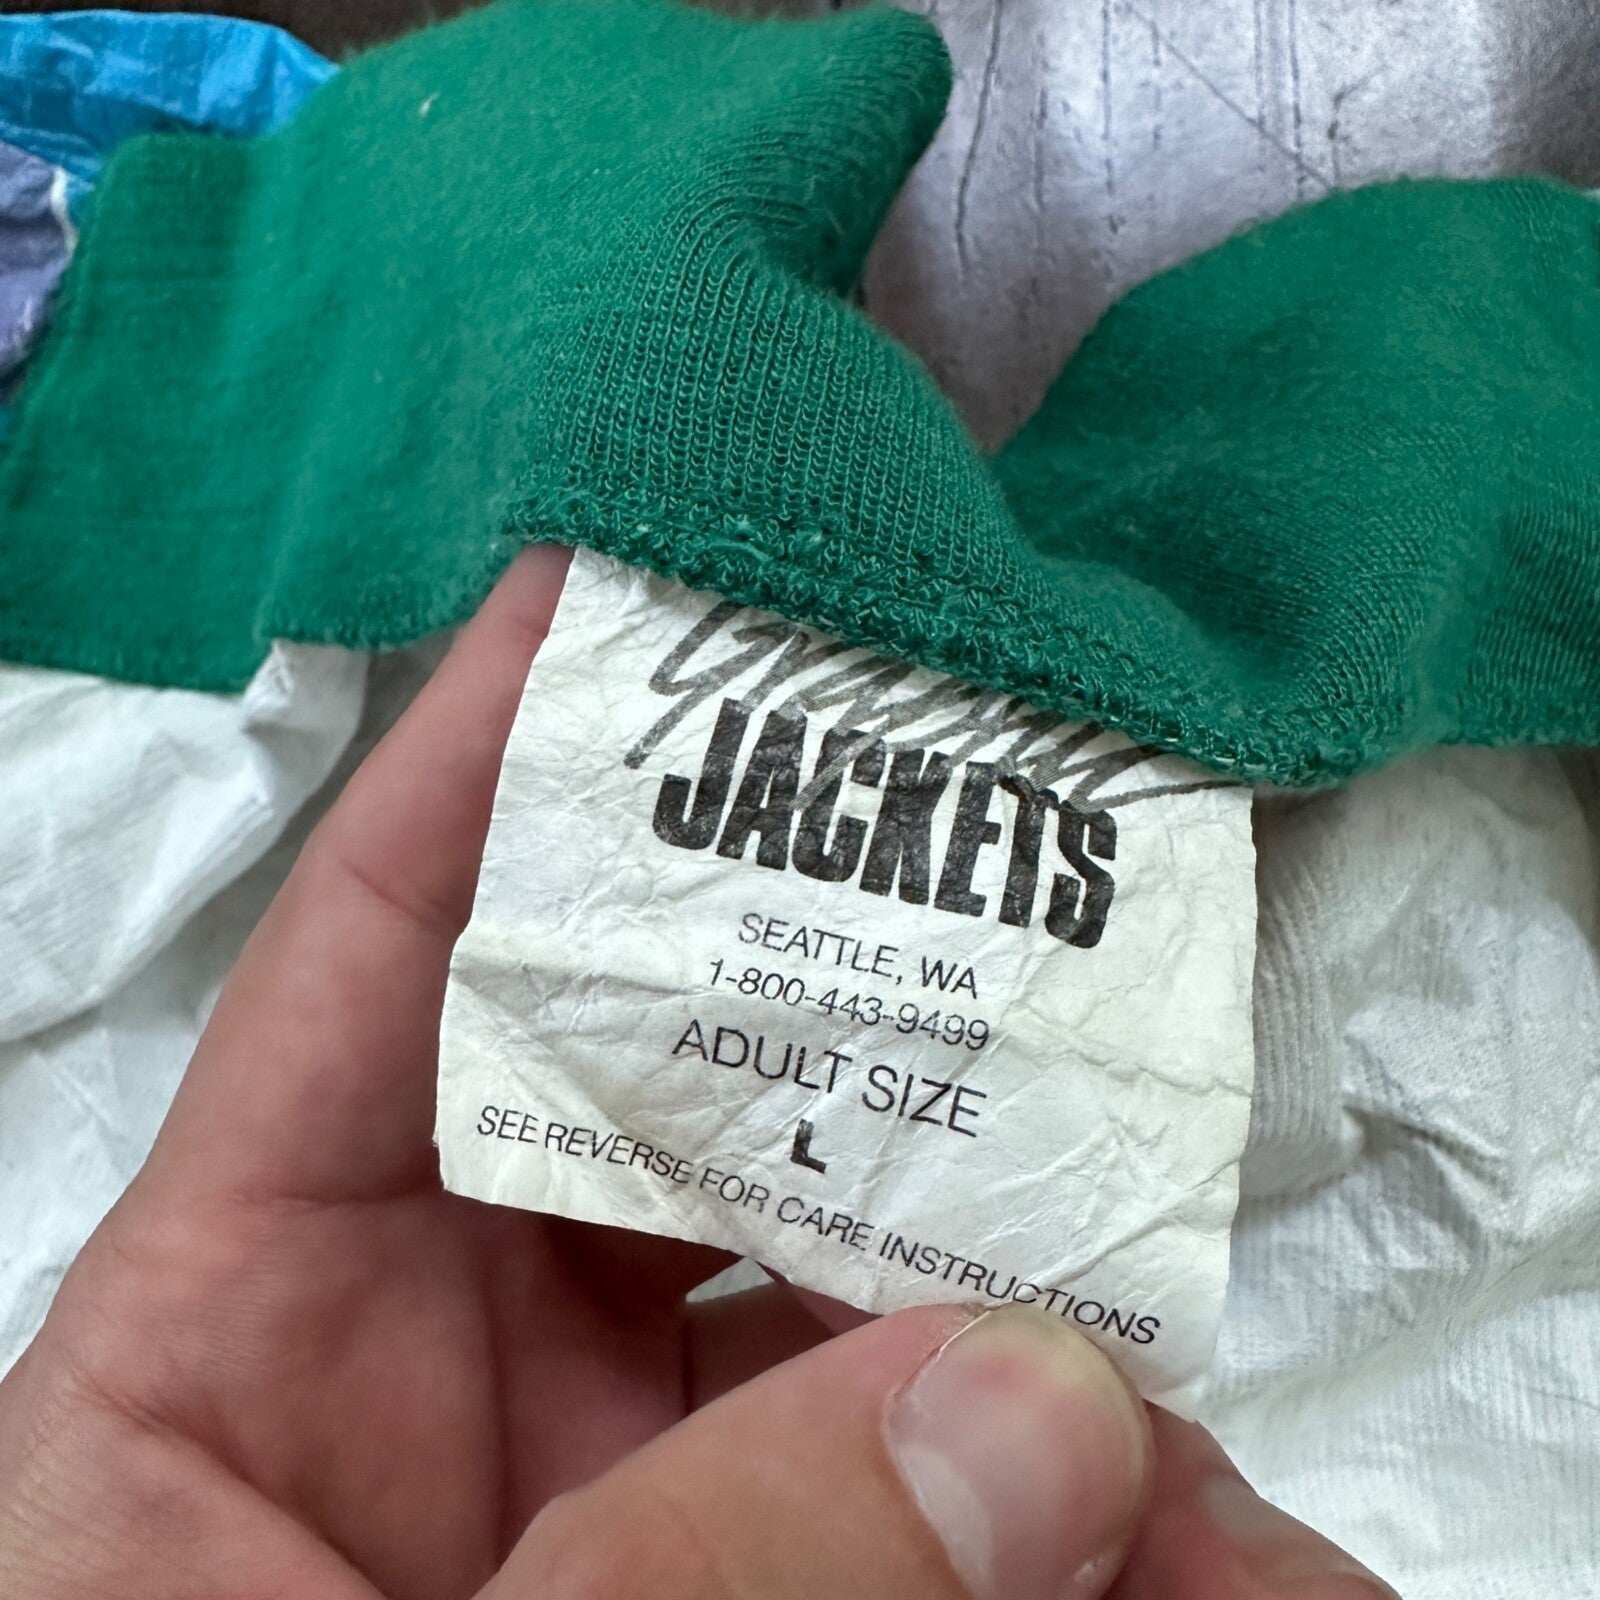 JACKETS
SEATTLE, WA
1-800-443-9499
ADULT SIZE
L
SEE REVERSE FOR CARE INSTRUCTIONS